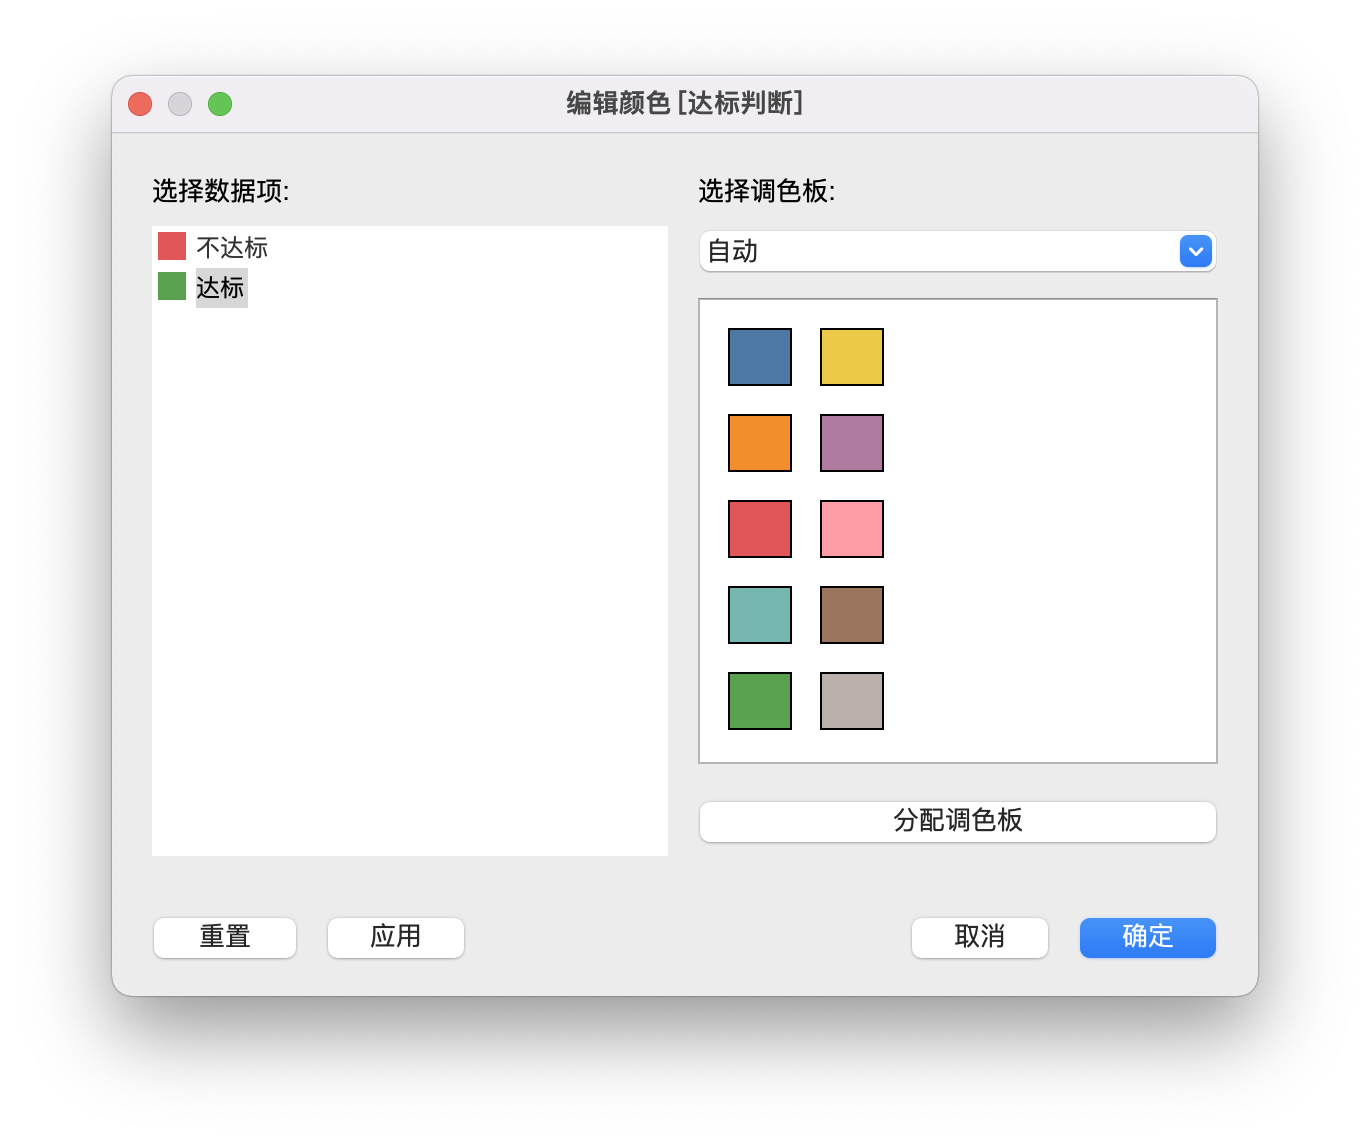 编辑颜色 [达标判断]
选择数据项:
不达标
达标
选择调色板:
自动
分配调色板
重置
应用
取消
确定